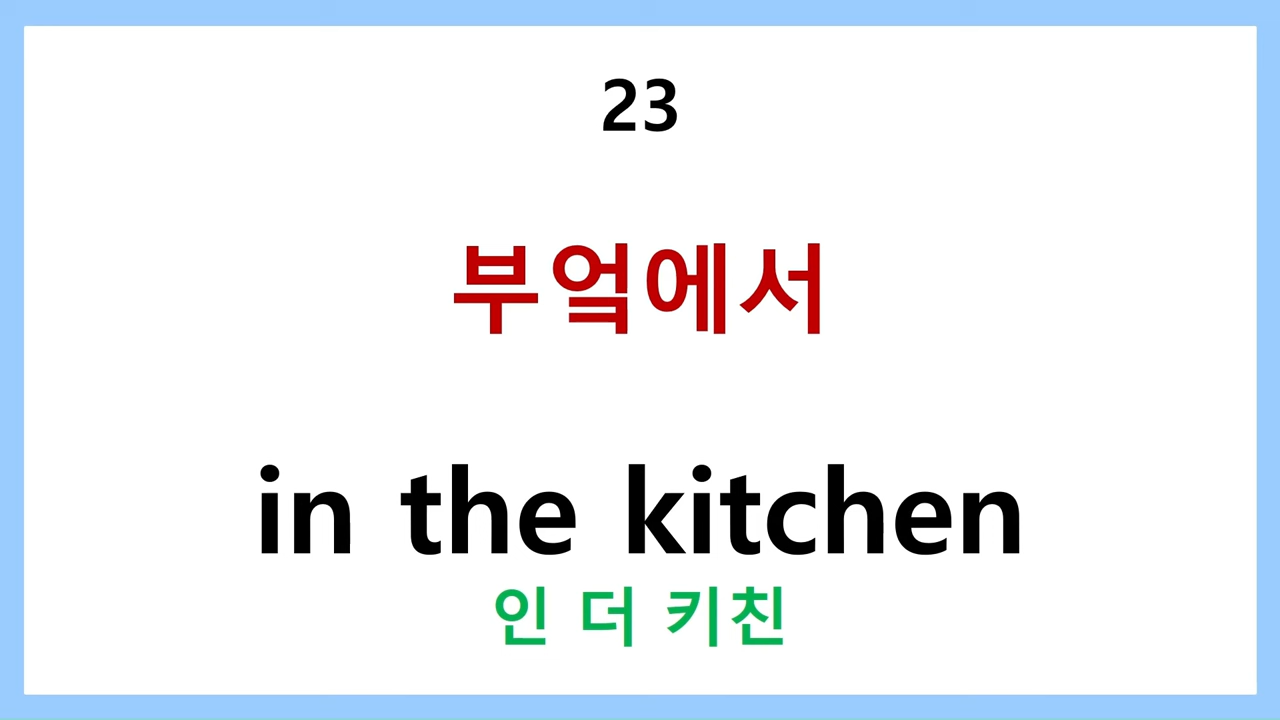 23
부엌에서
in the kitchen
인 더 키친